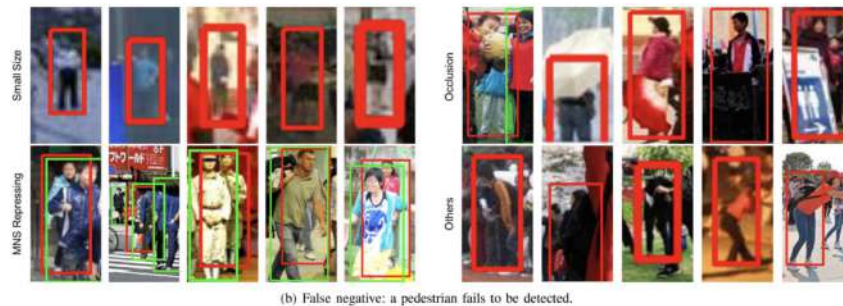 Small Size
Occlusion
MNS Repressing
Others
(b) False negative: a pedestrian fails to be detected.